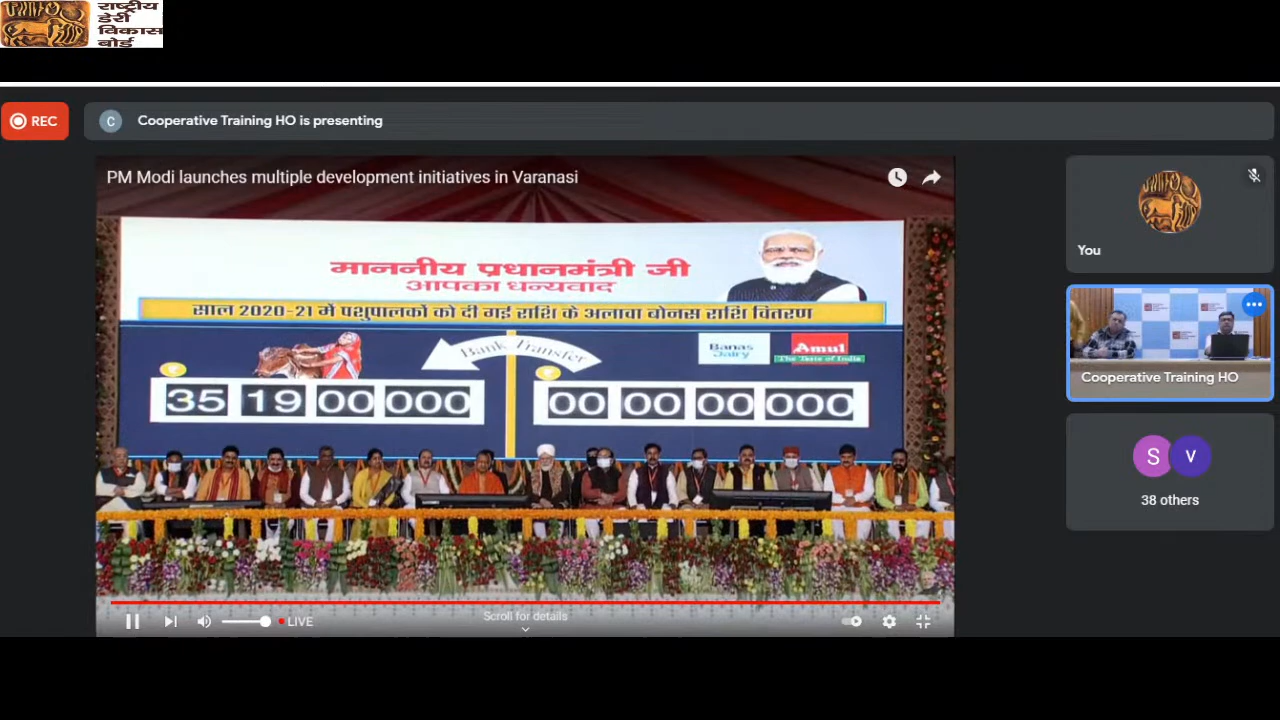 राष्ट्रीय
डेरी
विकास
बोर्ड
REC
C
Cooperative Training HO is presenting
PM Modi launches multiple development initiatives in Varanasi
माननीय प्रधानमंत्री जी
आपका धन्यवाद
साल 2020-21 में पशुपालकों को दी गई राशि के अलावा बोनस राशि वितरण
Bank Transfer
Banas
Dairy
Amul
The Taste of India
₹
₹
35 19 00 000
00 00 00 000
LIVE
Scroll for details
You
Cooperative Training HO
S V
38 others